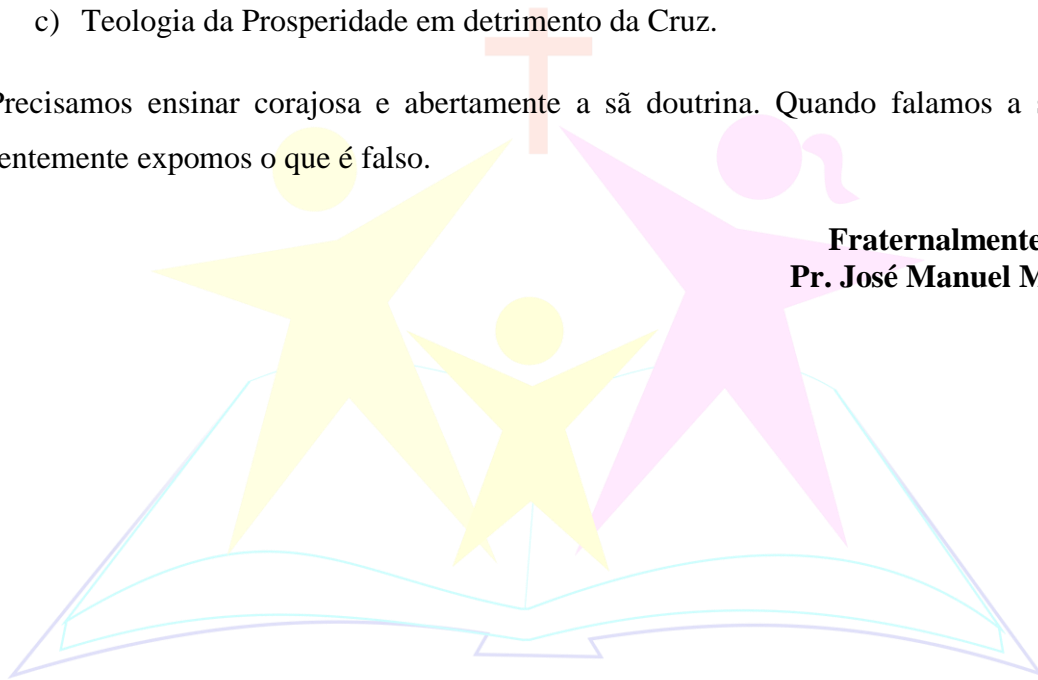 c) Teologia da Prosperidade em detrimento da Cruz.
Precisamos ensinar corajosa e abertamente a sã doutrina. Quando falamos a
entemente expomos o que é falso.
Fraternalmente
Pr. José Manuel M